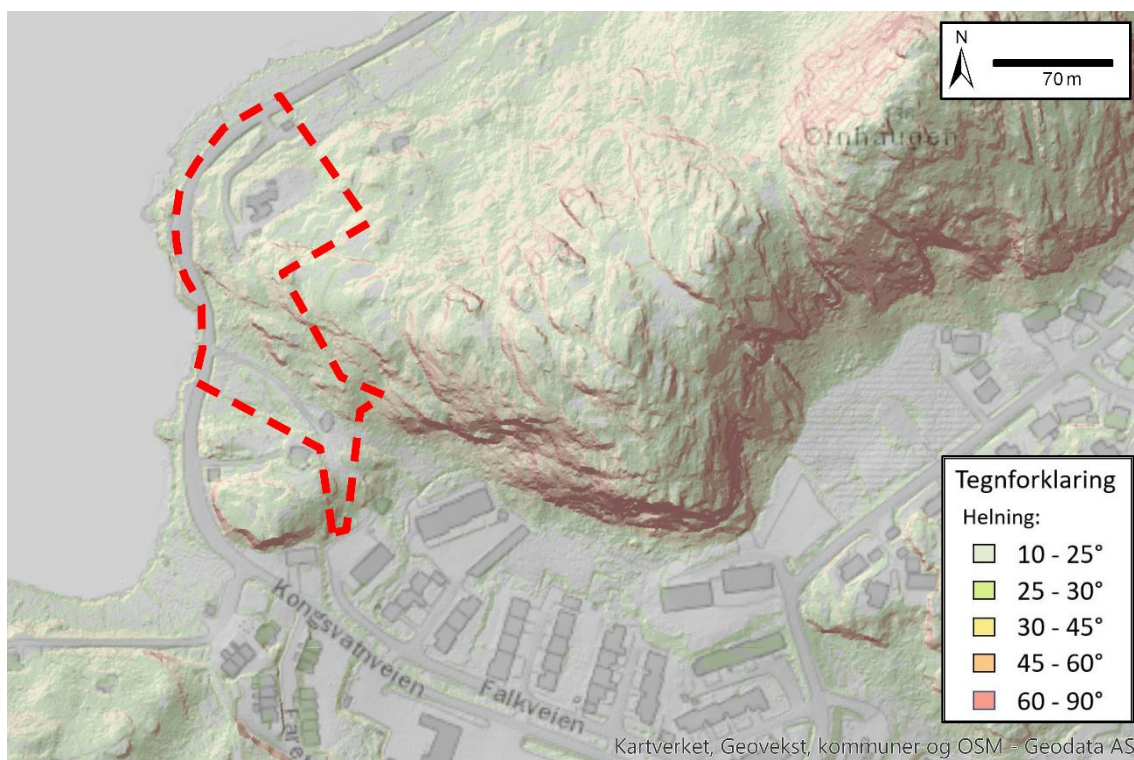 N
70 m
Ørnhaugen
Kongsvatnveien
Falkveien
Tegnforklaring
Helning:
10 - 25°
25 - 30°
30 - 45°
45 - 60°
60 - 90°
Kartverket, Geovekst, kommuner og OSM - Geodata AS